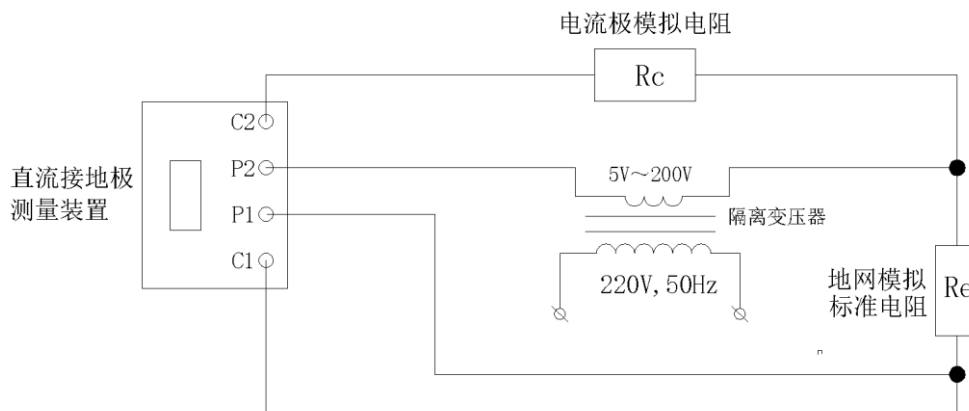 电流极模拟电阻
Rc
C2
P2
5V～200V
直流接地极
测量装置
P1
隔离变压器
C1
220V,50Hz
地网模拟
标准电阻
Re